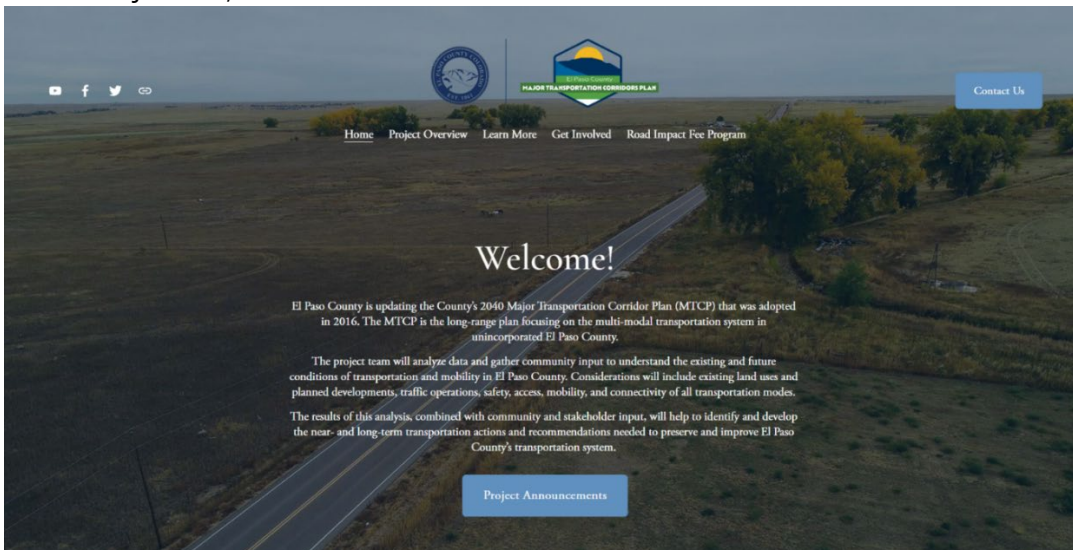 El Paso County
MAJOR TRANSPORTATION CORRIDORS PLAN
Contact Us
Home Project Overview Learn More Get Involved Road Impact Fee Program
Welcome!
El Paso County is updating the County's 2040 Major Transportation Corridor Plan (MTCP) that was adopted
in 2016. The MTCP is the long-range plan focusing on the multi-modal transportation system in
unincorporated El Paso County.
The project team will analyze data and gather community input to understand the existing and future
conditions of transportation and mobility in El Paso County. Considerations will include existing land uses and
planned developments, traffic operations, safety, access, mobility, and connectivity of all transportation modes.
The results of this analysis, combined with community and stakeholder input, will help to identify and develop
the near- and long-term transportation actions and recommendations needed to preserve and improve El Paso
County's transportation system.
Project Announcements